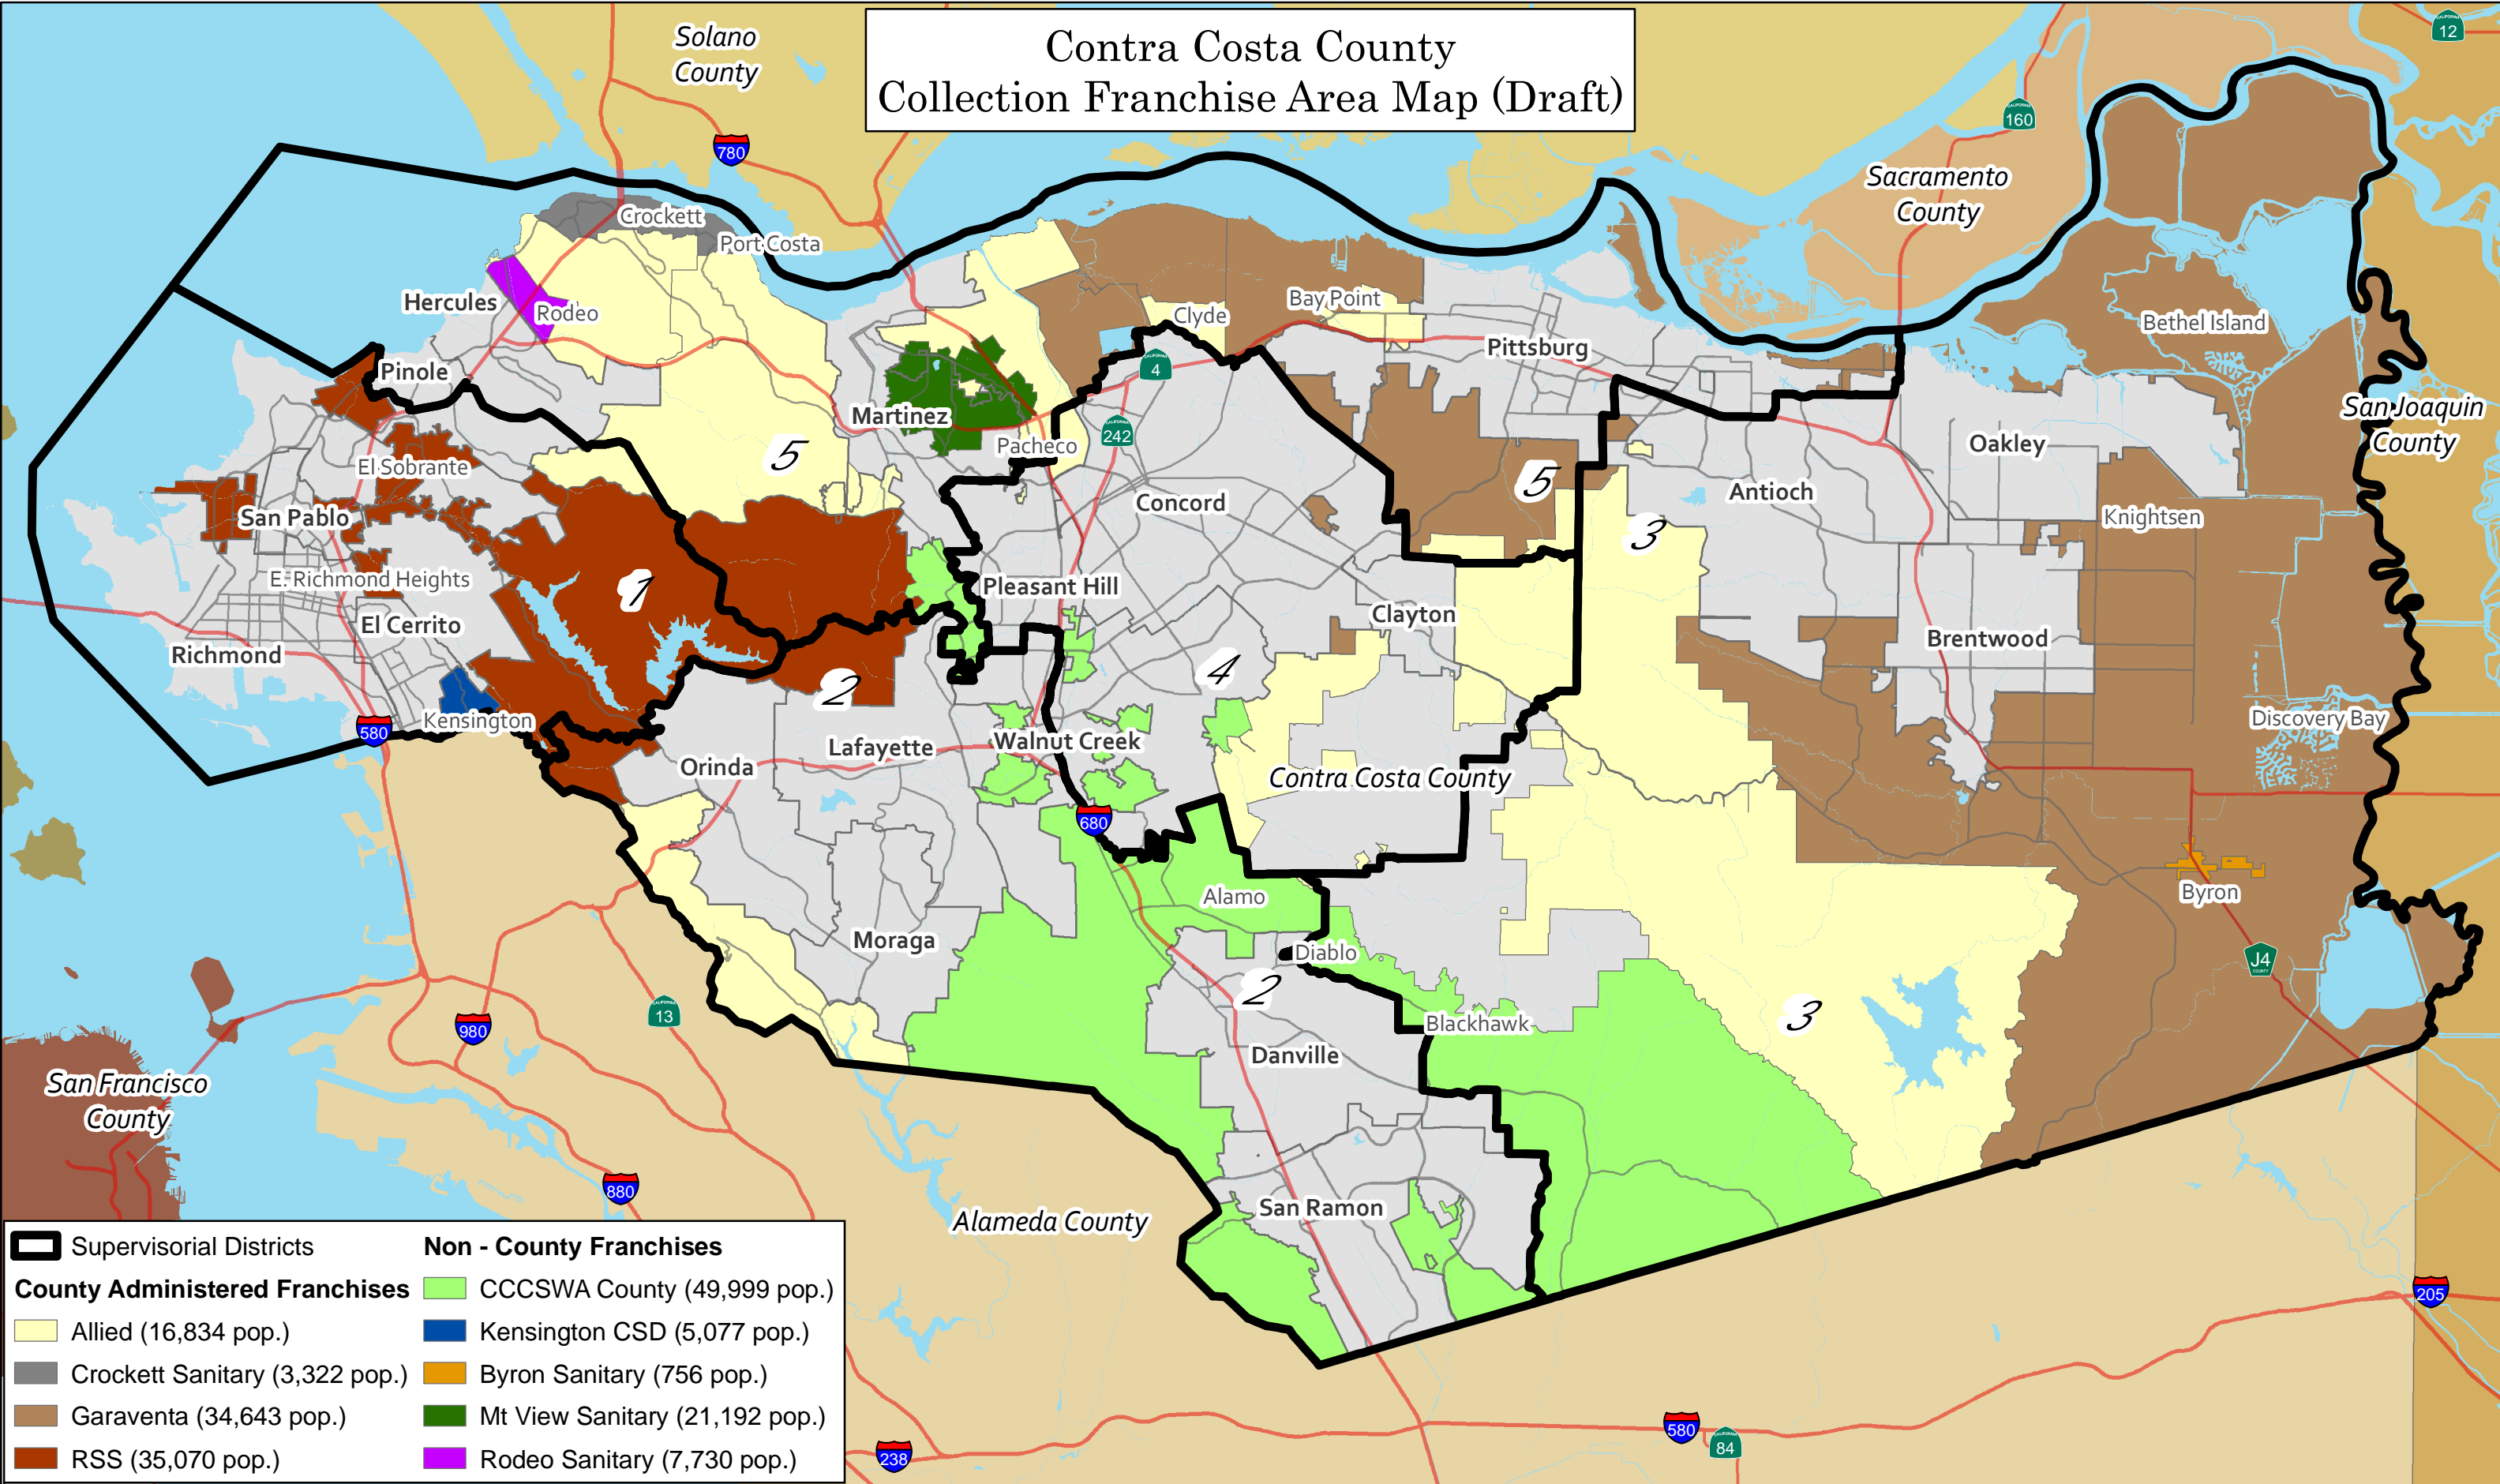 Contra Costa County
Collection Franchise Area Map (Draft)
Solano
County
780
12
160
Sacramento
County
Crockett
Port Costa
Hercules
Rodeo
Clyde
Bay Point
Bethel Island
Pittsburg
Pinole
4
Martinez
242
Pacheco
San Joaquin
County
Oakley
El Sobrante
5
5
Antioch
Concord
San Pablo
Knightsen
3
E. Richmond Heights
1
Pleasant Hill
Clayton
El Cerrito
Brentwood
Richmond
4
2
Kensington
580
Discovery Bay
Orinda
Lafayette
Walnut Creek
Contra Costa County
680
Alamo
Byron
Moraga
Diablo
J4
COUNTY
2
Blackhawk
3
13
980
Danville
San Francisco
County
880
San Ramon
Alameda County
205
580
84
238
Supervisorial Districts
County Administered Franchises
Allied (16,834 pop.)
Crockett Sanitary (3,322 pop.)
Garaventa (34,643 pop.)
RSS (35,070 pop.)
Non - County Franchises
CCCSWA County (49,999 pop.)
Kensington CSD (5,077 pop.)
Byron Sanitary (756 pop.)
Mt View Sanitary (21,192 pop.)
Rodeo Sanitary (7,730 pop.)